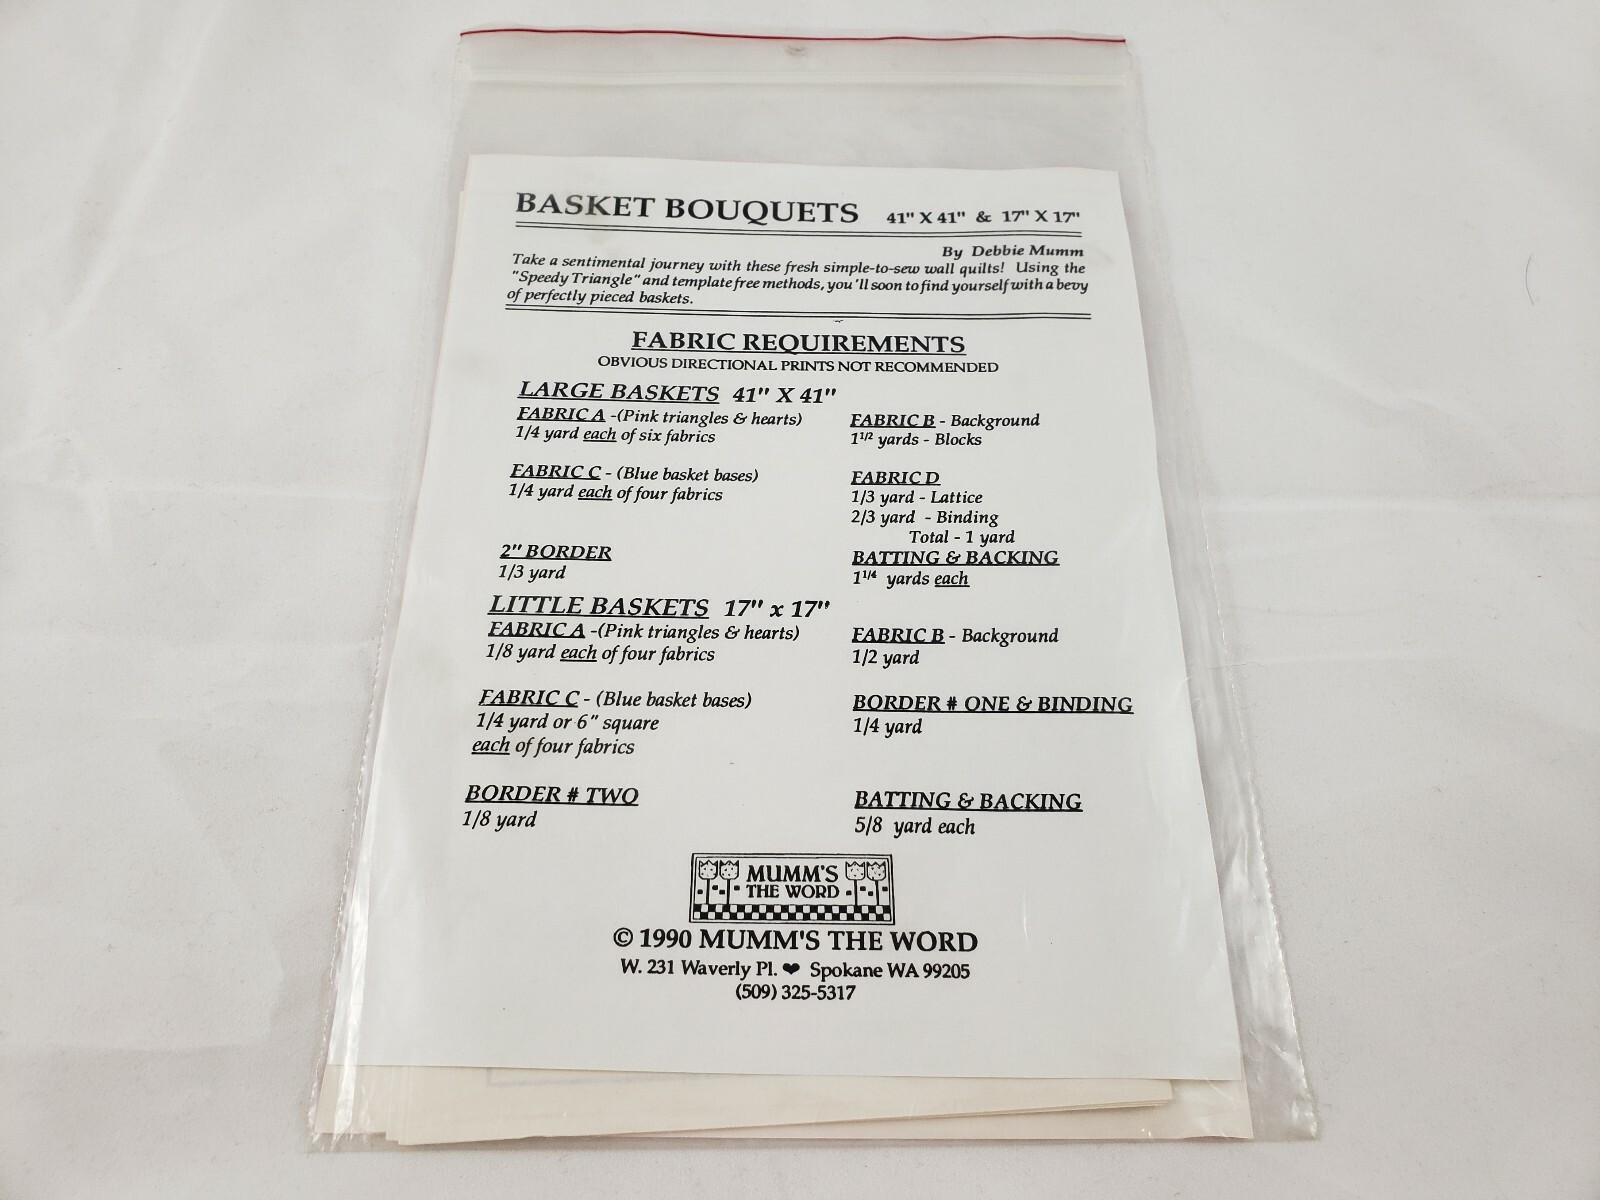 BASKET BOUQUETS 41" X 41" & 17" X 17"
By Debbie Mumm
Take a sentimental journey with these fresh simple-to-sew wall quilts! Using the
"Speedy Triangle" and template free methods, you'll soon to find yourself with a bevy
of perfectly pieced baskets.
FABRIC REQUIREMENTS
OBVIOUS DIRECTIONAL PRINTS NOT RECOMMENDED
LARGE BASKETS 41" X 41"
FABRIC A -(Pink triangles & hearts)
1/4 yard each of six fabrics
FABRIC B - Background
1 1/2 yards - Blocks
FABRIC C - (Blue basket bases)
1/4 yard each of four fabrics
FABRIC D
1/3 yard - Lattice
2/3 yard - Binding
Total - 1 yard
2" BORDER
1/3 yard
BATTING & BACKING
1 1/4 yards each
LITTLE BASKETS 17" x 17"
FABRIC A -(Pink triangles & hearts)
1/8 yard each of four fabrics
FABRIC B - Background
1/2 yard
FABRIC C - (Blue basket bases)
1/4 yard or 6" square
each of four fabrics
BORDER # ONE & BINDING
1/4 yard
BORDER # TWO
1/8 yard
BATTING & BACKING
5/8 yard each
MUMM'S
THE WORD
© 1990 MUMM'S THE WORD
W. 231 Waverly Pl. ❤ Spokane WA 99205
(509) 325-5317